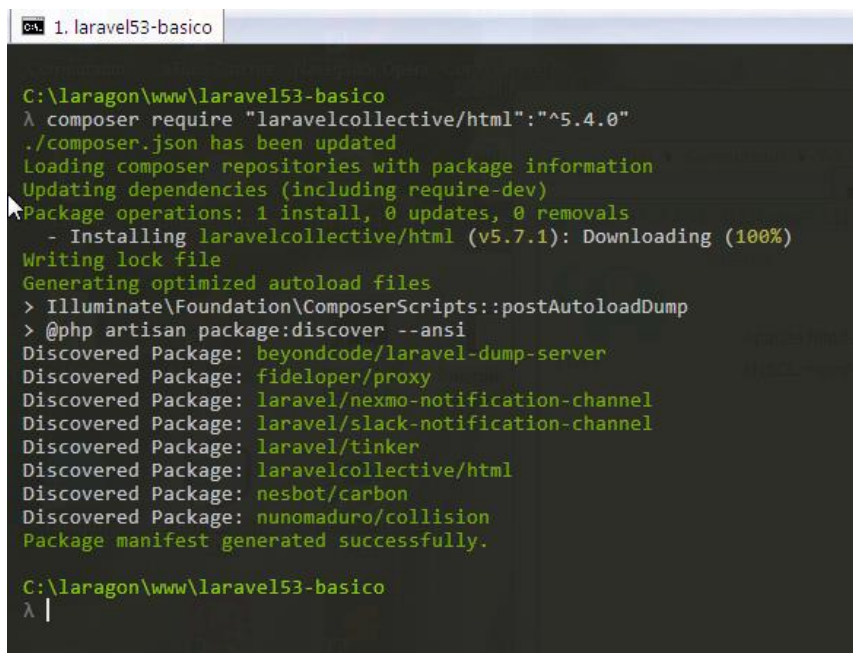 1. laravel53-basico
C:\laragon\www\laravel53-basico
λ composer require "laravelcollective/html":"^5.4.0"
./composer.json has been updated
Loading composer repositories with package information
Updating dependencies (including require-dev)
Package operations: 1 install, 0 updates, 0 removals
  - Installing laravelcollective/html (v5.7.1): Downloading (100%)
Writing lock file
Generating optimized autoload files
> Illuminate\Foundation\ComposerScripts::postAutoloadDump
> @php artisan package:discover --ansi
Discovered Package: beyondcode/laravel-dump-server
Discovered Package: fideloper/proxy
Discovered Package: laravel/nexmo-notification-channel
Discovered Package: laravel/slack-notification-channel
Discovered Package: laravel/tinker
Discovered Package: laravelcollective/html
Discovered Package: nesbot/carbon
Discovered Package: nunomaduro/collision
Package manifest generated successfully.
C:\laragon\www\laravel53-basico
λ